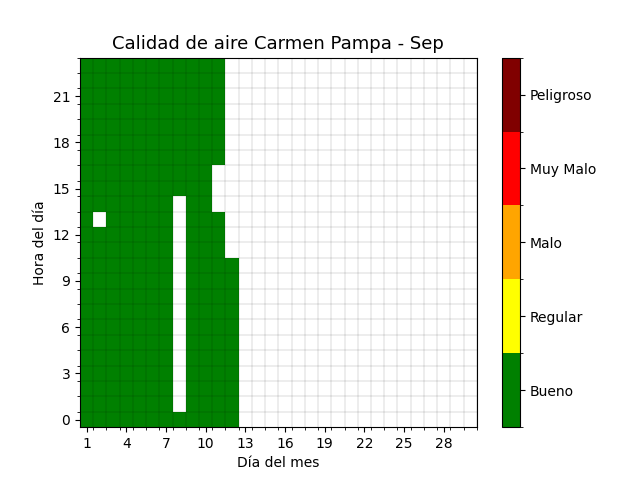 Calidad de aire Carmen Pampa - Sep
Hora del día
21
18
15
12
9
6
3
0
1 4 7 10 13 16 19 22 25 28
Día del mes
Peligroso
Muy Malo
Malo
Regular
Bueno